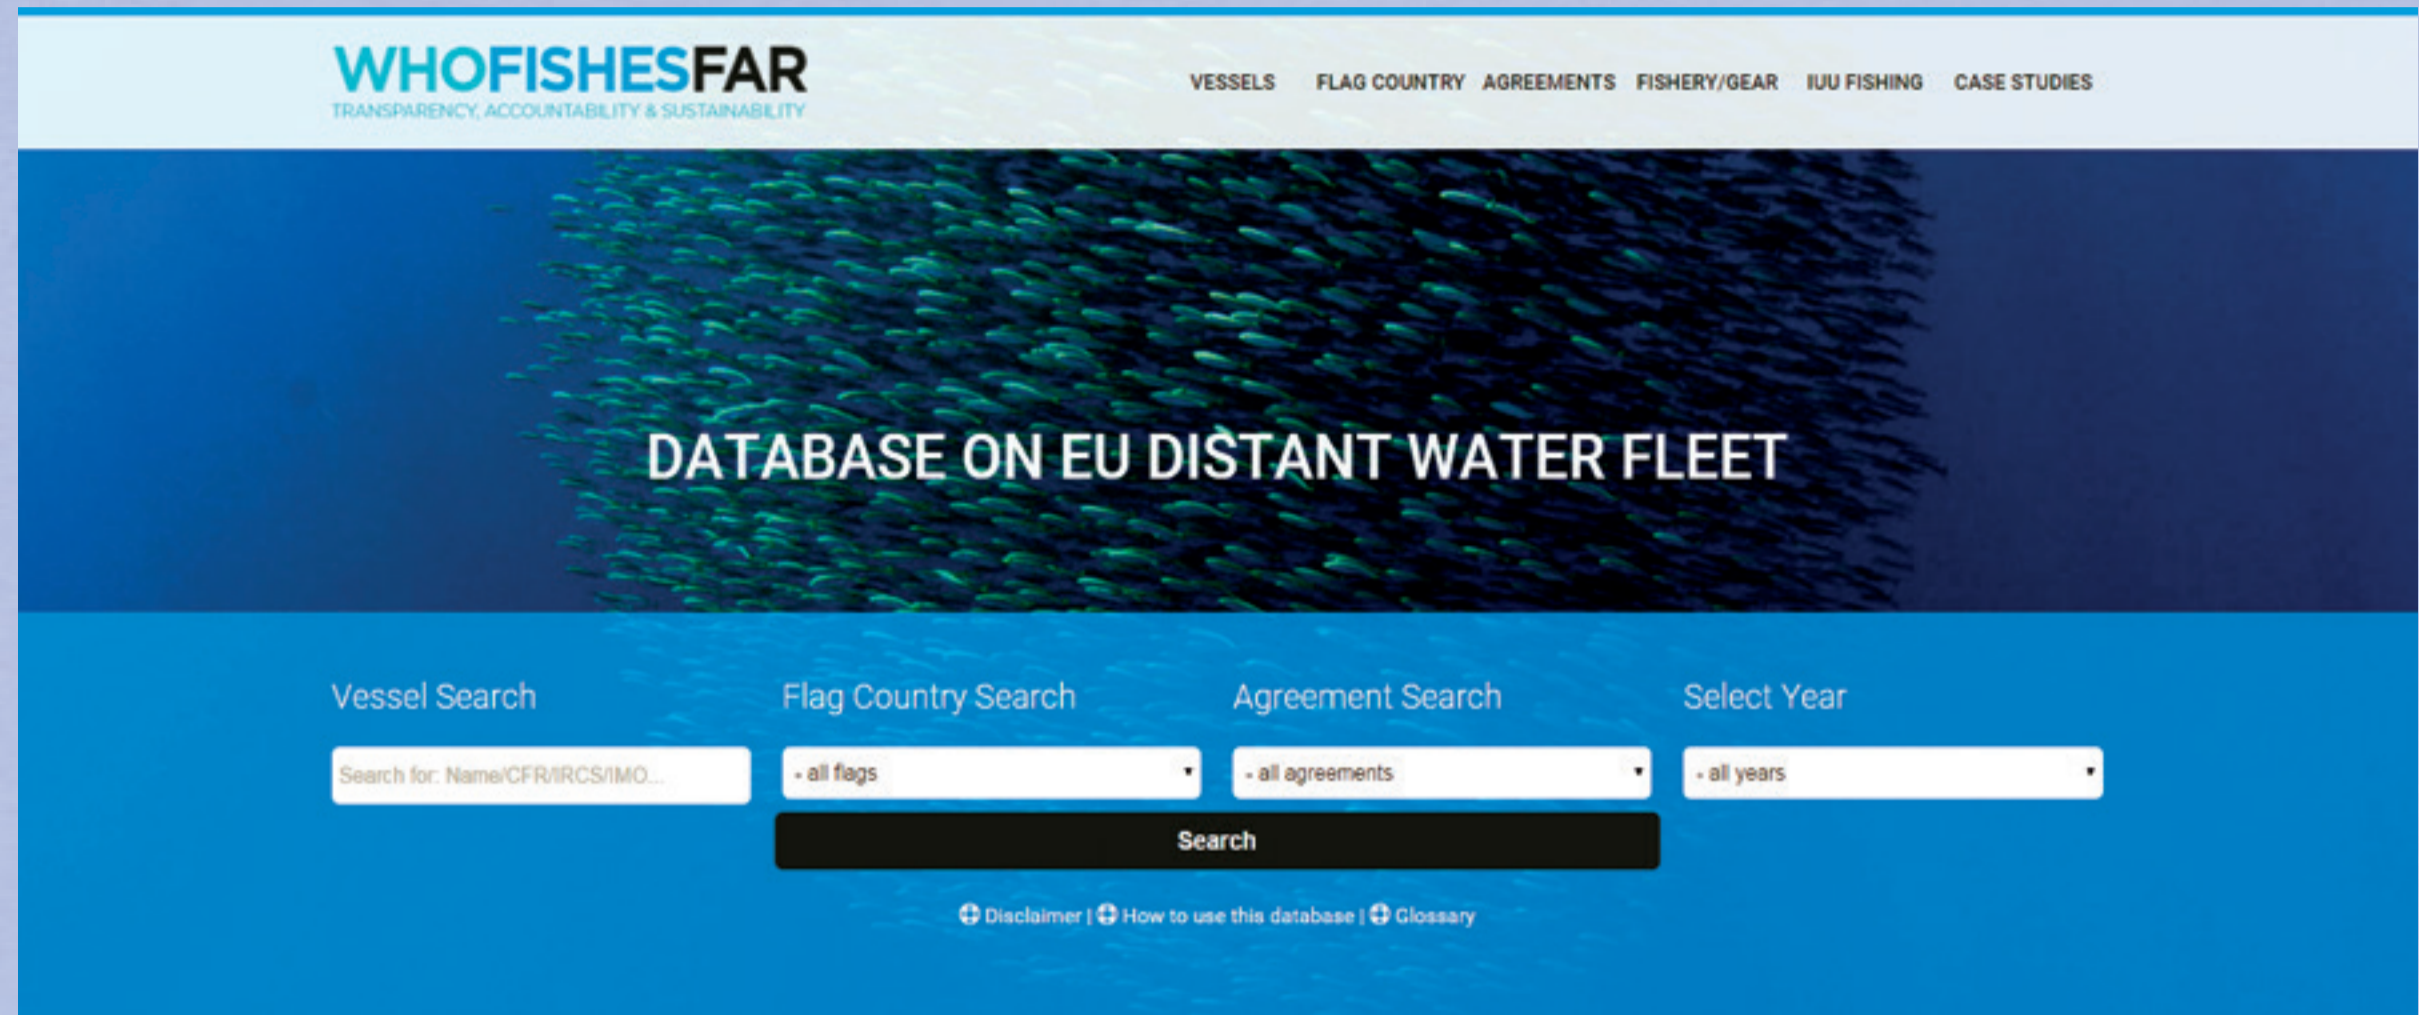 WHOFISHESFAR
TRANSPARENCY, ACCOUNTABILITY & SUSTAINABILITY
VESSELS FLAG COUNTRY AGREEMENTS FISHERY/GEAR IUU FISHING CASE STUDIES
DATABASE ON EU DISTANT WATER FLEET
Vessel Search Flag Country Search Agreement Search Select Year
Search for: Name/CFR/IRCS/IMO... - all flags - all agreements - all years
Search
Disclaimer | How to use this database | Glossary